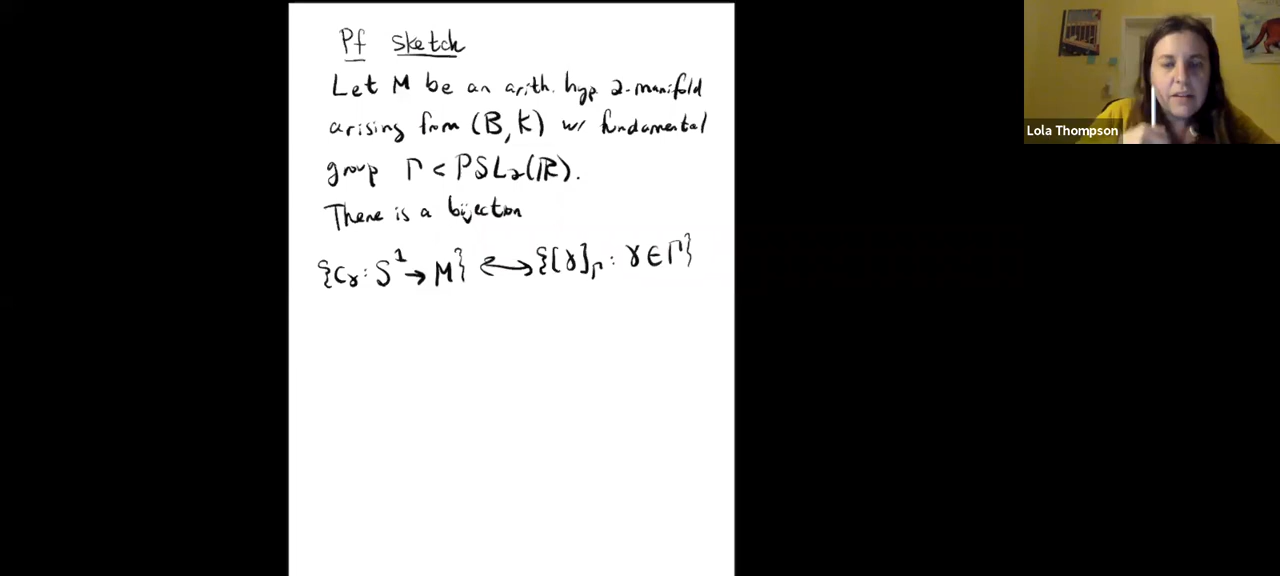 Pf sketch
Let M be an arith. hyp 2-manifold
arising from (B, K) w/ fundamental
group Γ < PSL₂(ℝ).
There is a bijection
{Cγ: S¹ → M} ↔ {[γ]_Γ : γ ∈ Γ}
Lola Thompson